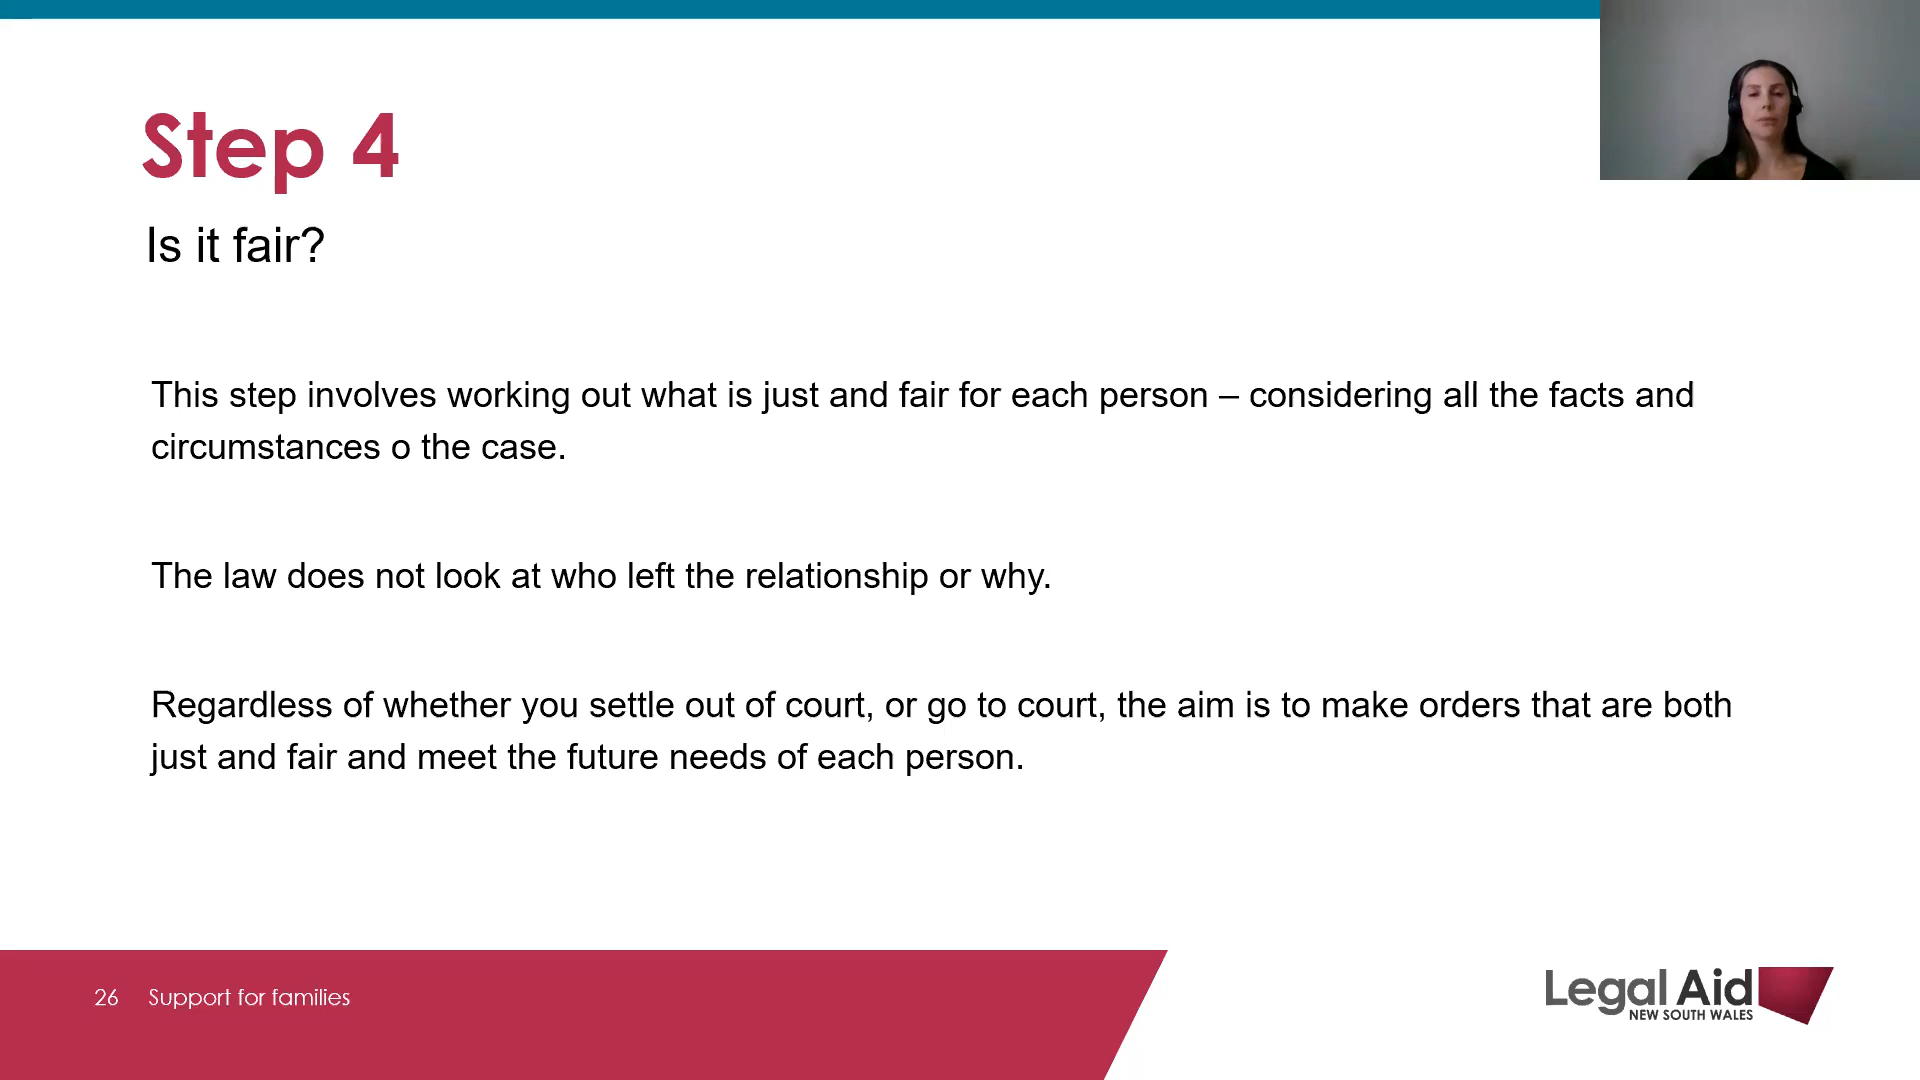 Step 4
Is it fair?
This step involves working out what is just and fair for each person – considering all the facts and
circumstances o the case.
The law does not look at who left the relationship or why.
Regardless of whether you settle out of court, or go to court, the aim is to make orders that are both
just and fair and meet the future needs of each person.
26 Support for families
Legal Aid
NEW SOUTH WALES